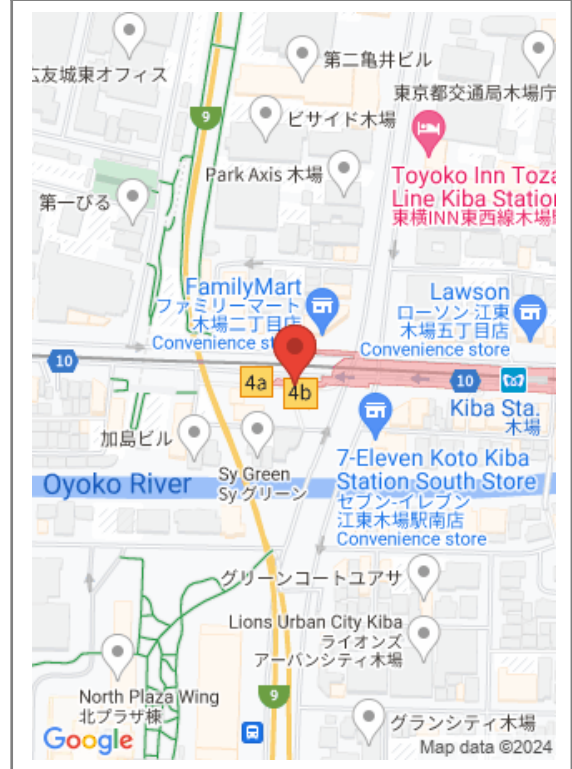 第二亀井ビル
友城東オフィス
東京都交通局木場庁
9
ビサイド木場
Park Axis 木場
Toyoko Inn Toza
Line Kiba Station
東横INN東西線木場
第一びる
FamilyMart
ファミリーマート
木場二丁目店
Convenience st
Lawson
ローソン 江東
木場五丁目店
Convenience store
10
4a
4b
10
Kiba Sta.
木場
加島ビル
Sy Green
Sy グリーン
7-Eleven Koto Kiba
Station South Store
セブン-イレブン
江東木場駅南店
Convenience store
Oyoko River
グリーンコートユアサ
Lions Urban City Kiba
ライオンズ
アーバンシティ木場
North Plaza Wing
北プラザ棟
9
グランシティ木場
Google
Map data ©2024